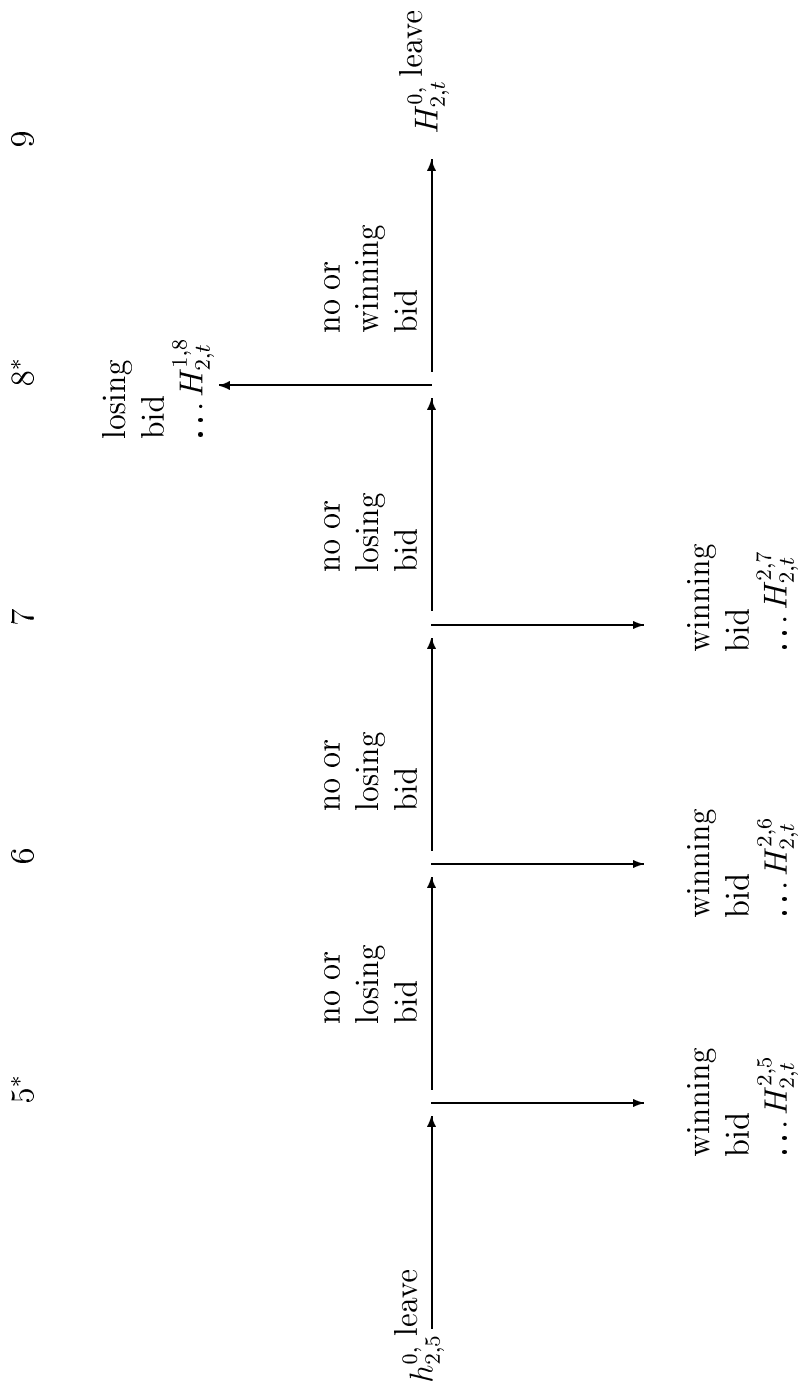 5* 6 7 8* 9
losing
bid
… H^{1,8}_{2,t}
no or
losing
bid
no or
losing
bid
no or
losing
bid
no or
winning
bid
h^{0, leave}_{2,5}
H^{0, leave}_{2,t}
winning
bid
… H^{2,5}_{2,t}
winning
bid
… H^{2,6}_{2,t}
winning
bid
… H^{2,7}_{2,t}